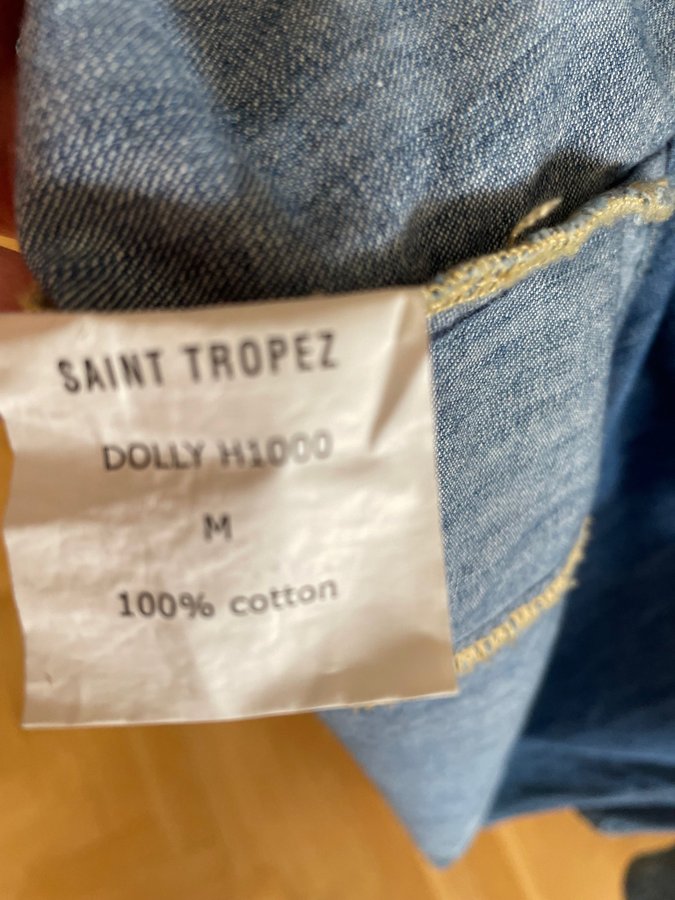 SAINT TROPEZ
DOLLY H1000
M
100% cotton